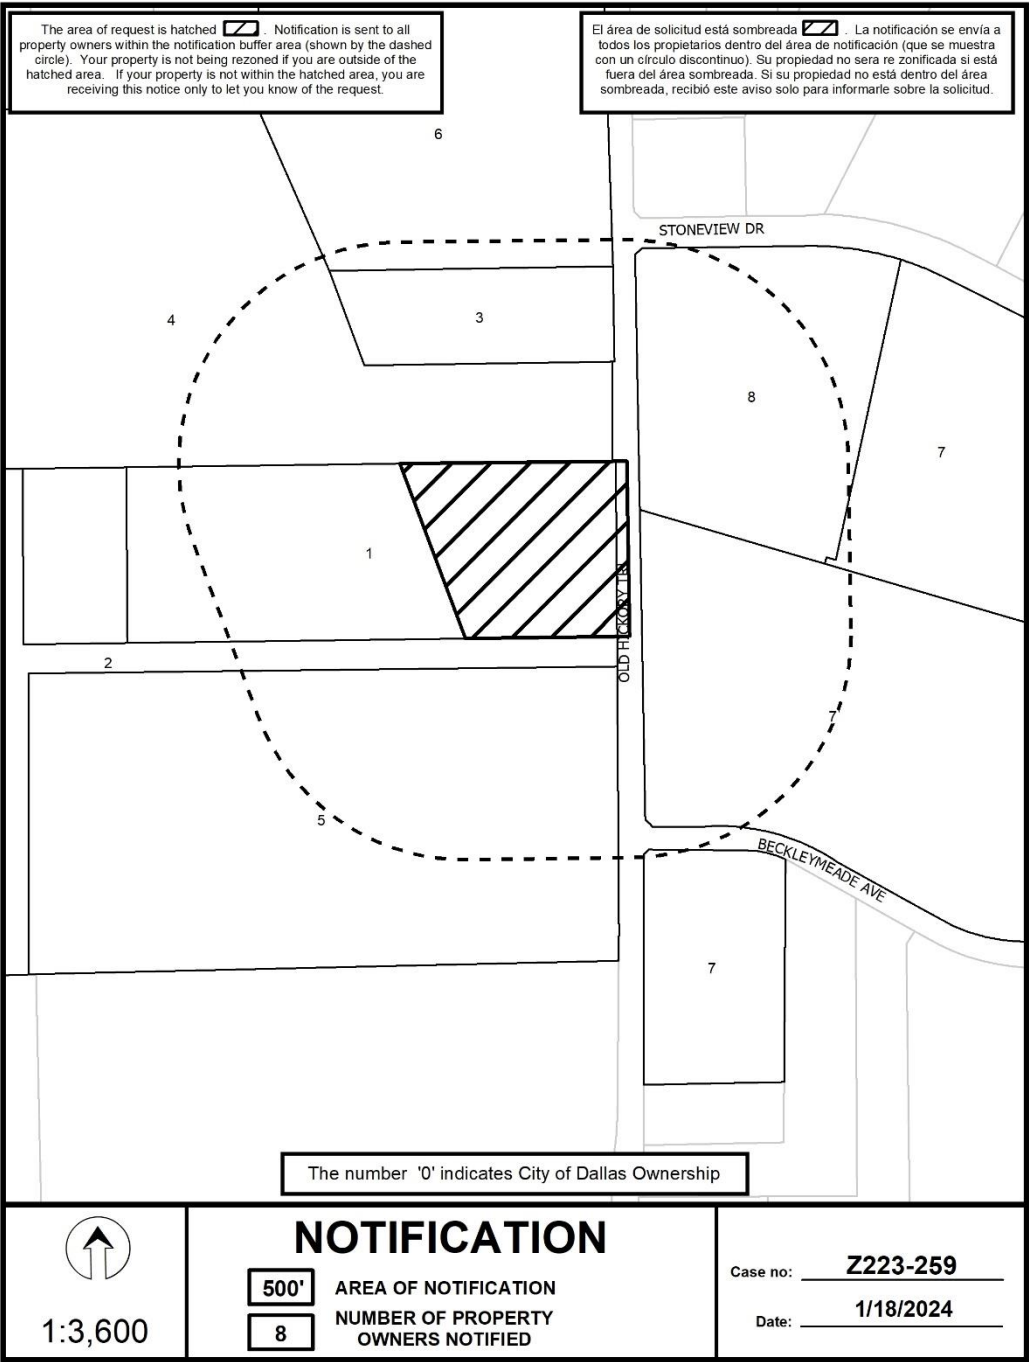 The area of request is hatched . Notification is sent to all
property owners within the notification buffer area (shown by the dashed
circle). Your property is not being rezoned if you are outside of the
hatched area. If your property is not within the hatched area, you are
receiving this notice only to let you know of the request.
El área de solicitud está sombreada . La notificación se envía a
todos los propietarios dentro del área de notificación (que se muestra
con un círculo discontinuo). Su propiedad no sera re zonificada si está
fuera del área sombreada. Si su propiedad no está dentro del área
sombreada, recibió este aviso solo para informarle sobre la solicitud.
6
STONEVIEW DR
4
3
8
7
1
OLD HICKORY TRL
2
7
5
BECKLEYMEADE AVE
7
The number '0' indicates City of Dallas Ownership
1:3,600
NOTIFICATION
500' AREA OF NOTIFICATION
8 NUMBER OF PROPERTY
OWNERS NOTIFIED
Case no: Z223-259
Date: 1/18/2024